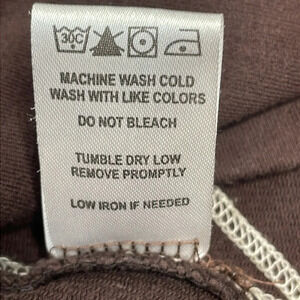 30C
MACHINE WASH COLD
WASH WITH LIKE COLORS
DO NOT BLEACH
TUMBLE DRY LOW
REMOVE PROMPTLY
LOW IRON IF NEEDED